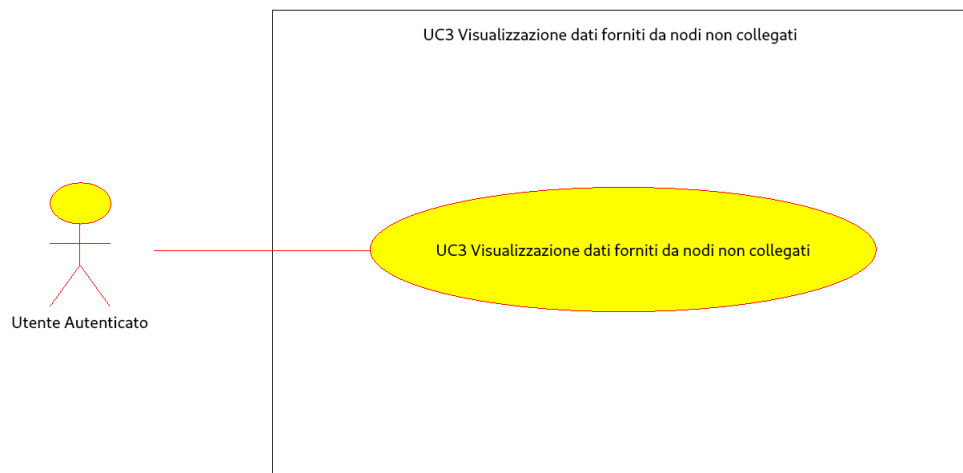 UC3 Visualizzazione dati forniti da nodi non collegati
UC3 Visualizzazione dati forniti da nodi non collegati
Utente Autenticato